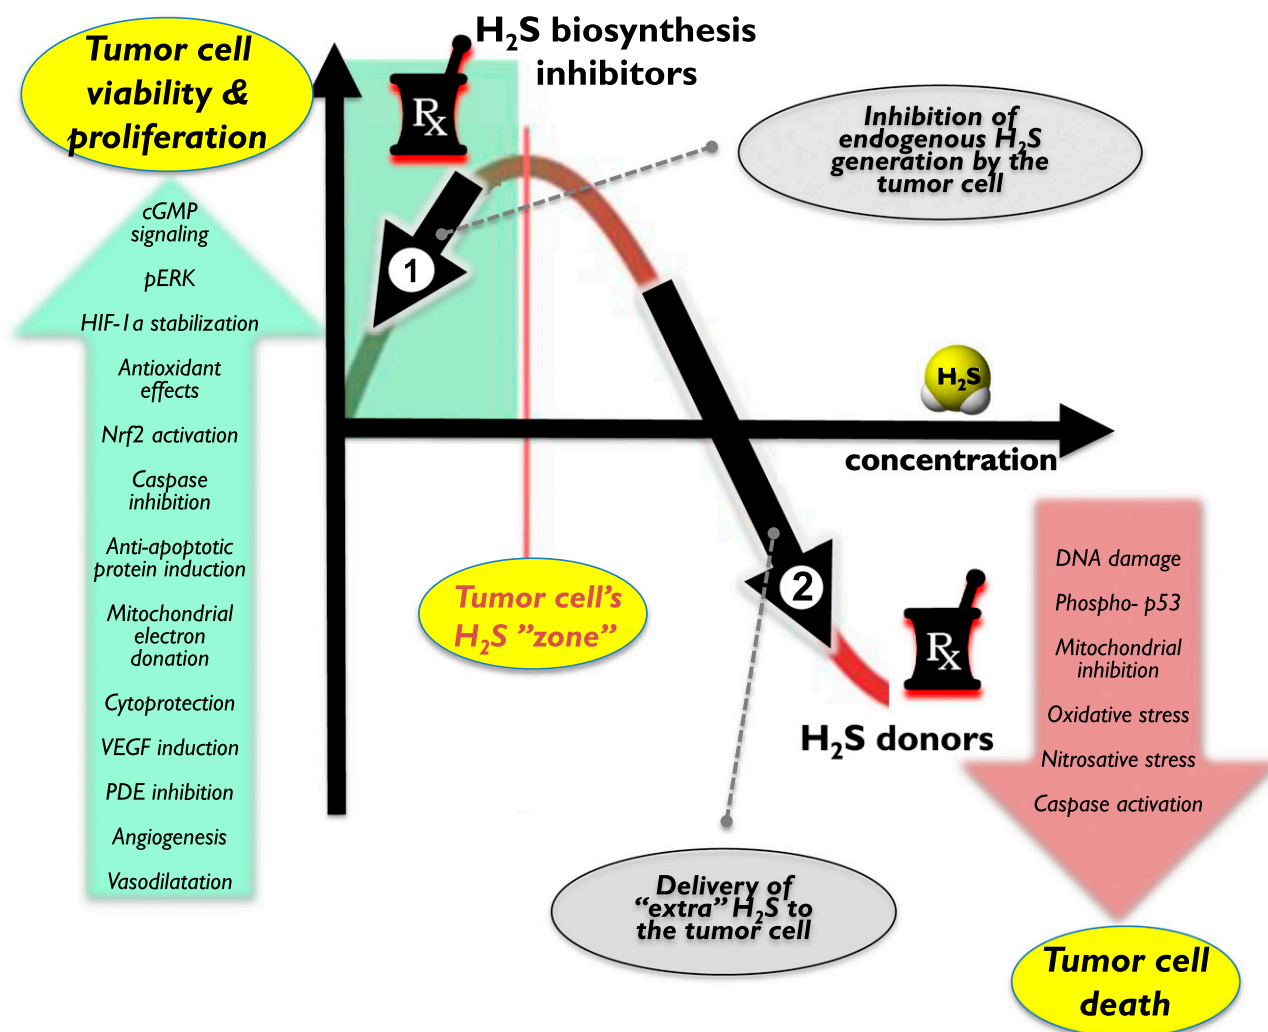 Tumor cell
viability &
proliferation
H2S biosynthesis
inhibitors
Rx
Inhibition of
endogenous H2S
generation by the
tumor cell
1
cGMP
signaling
pERK
HIF-1a stabilization
Antioxidant
effects
Nrf2 activation
Caspase
inhibition
Anti-apoptotic
protein induction
Mitochondrial
electron
donation
Cytoprotection
VEGF induction
PDE inhibition
Angiogenesis
Vasodilatation
H2S
concentration
Tumor cell's
H2S "zone"
2
Rx
H2S donors
DNA damage
Phospho- p53
Mitochondrial
inhibition
Oxidative stress
Nitrosative stress
Caspase activation
Delivery of
"extra" H2S to
the tumor cell
Tumor cell
death